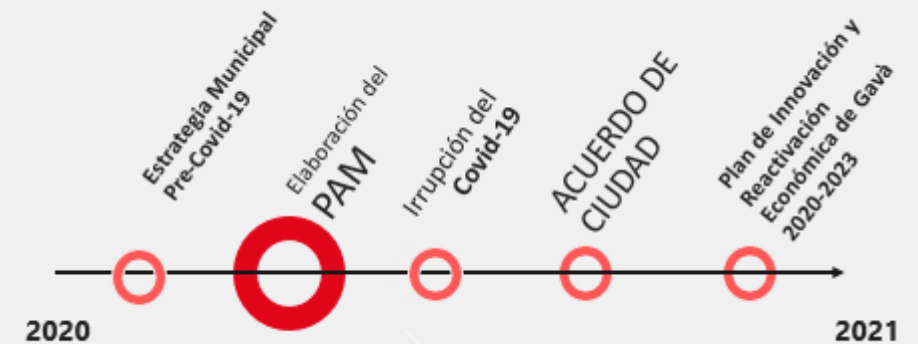 Estrategia Municipal
Pre-Covid-19
Elaboración del
PAM
Irrupción del
Covid-19
ACUERDO DE
CIUDAD
Plan de Innovación y
Reactivación
Económica de Gavà
2020-2023
2020
2021